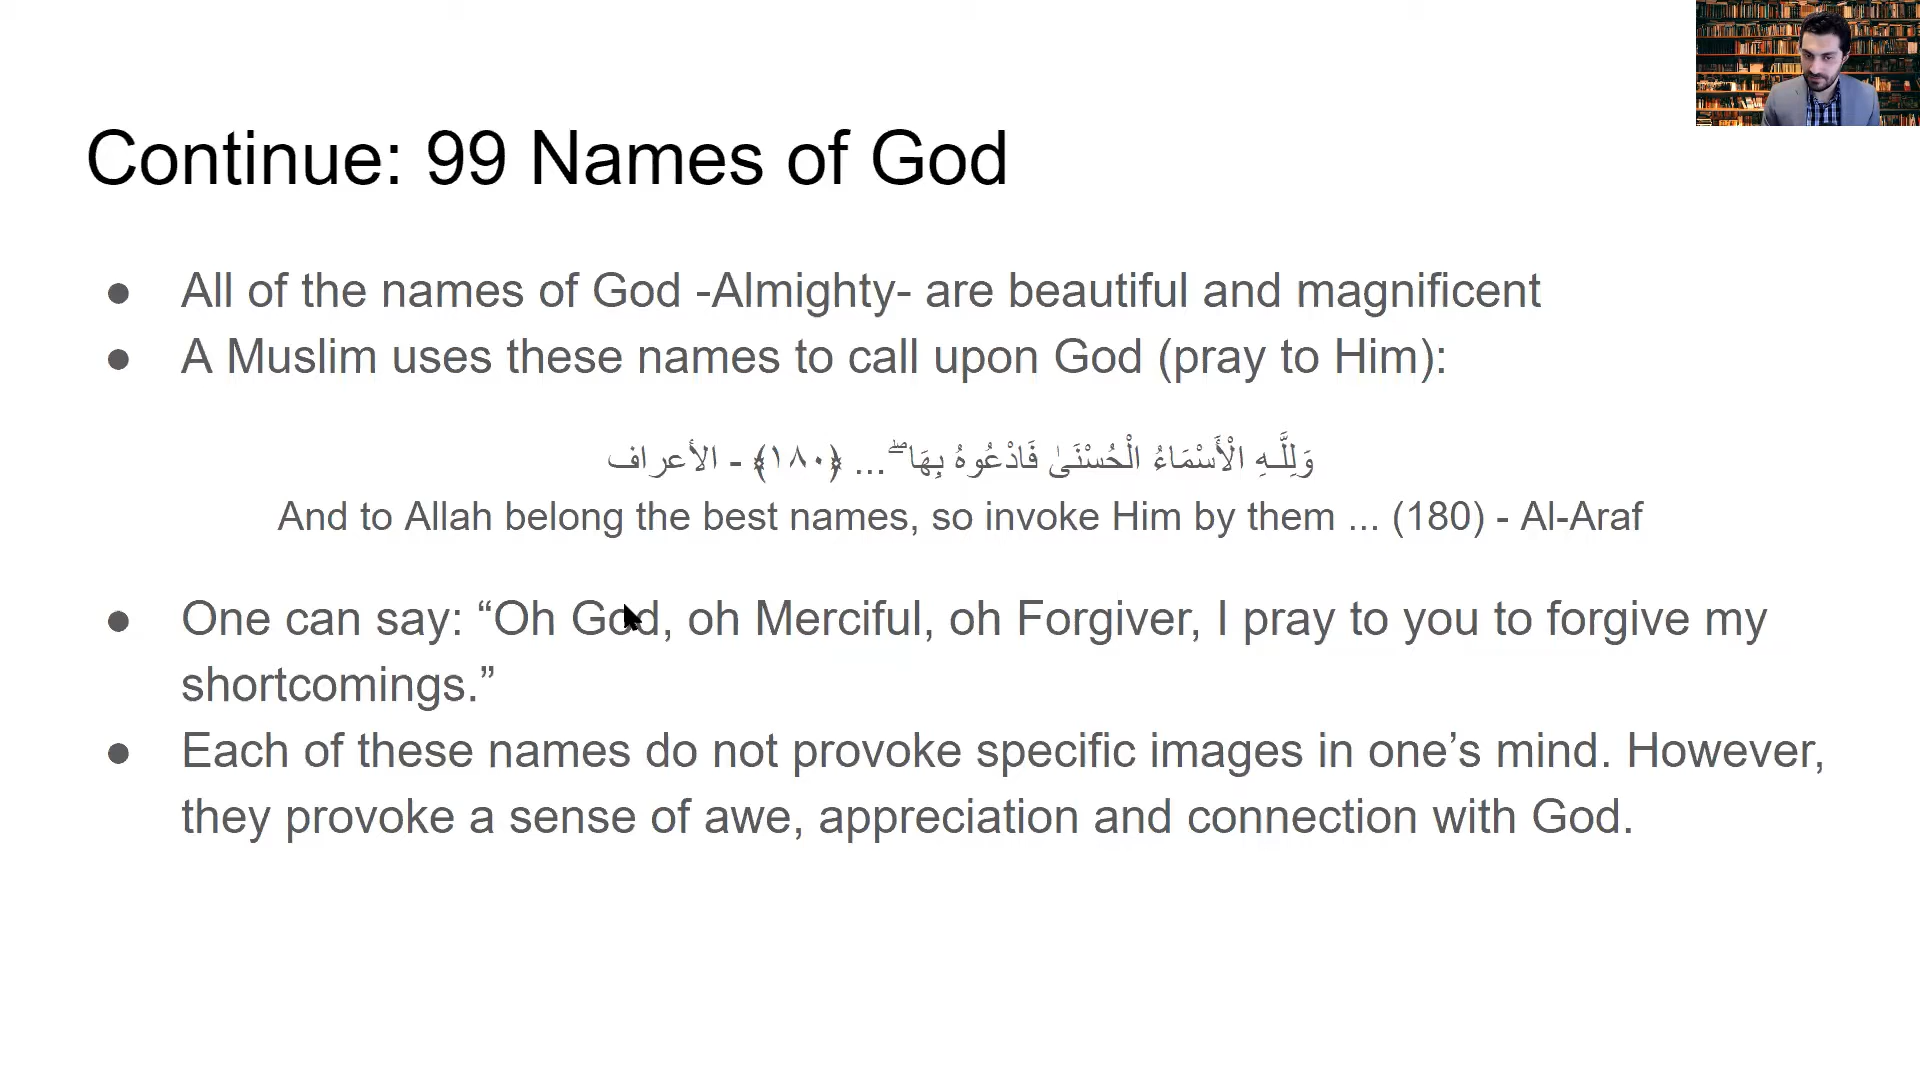 Continue: 99 Names of God
● All of the names of God -Almighty- are beautiful and magnificent
● A Muslim uses these names to call upon God (pray to Him):
وَلِلَّـهِ الْأَسْمَاءُ الْحُسْنَىٰ فَادْعُوهُ بِهَا ۖ ... ﴿١٨٠﴾ - الأعراف
And to Allah belong the best names, so invoke Him by them ... (180) - Al-Araf
● One can say: “Oh God, oh Merciful, oh Forgiver, I pray to you to forgive my
shortcomings.”
● Each of these names do not provoke specific images in one’s mind. However,
they provoke a sense of awe, appreciation and connection with God.